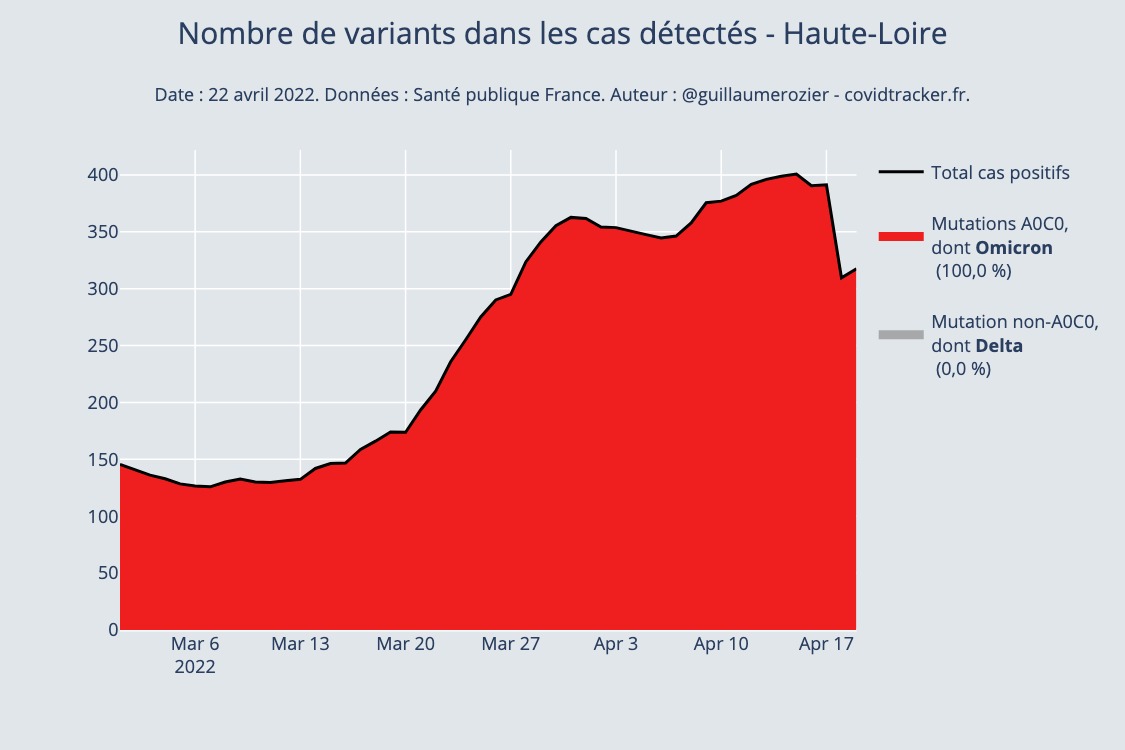 Nombre de variants dans les cas détectés - Haute-Loire
Date : 22 avril 2022. Données : Santé publique France. Auteur : @guillaumerozier - covidtracker.fr.
400
350
300
250
200
150
100
50
0
Mar 6
2022
Mar 13
Mar 20
Mar 27
Apr 3
Apr 10
Apr 17
Total cas positifs
Mutations A0C0,
dont Omicron
(100,0 %)
Mutation non-A0C0,
dont Delta
(0,0 %)